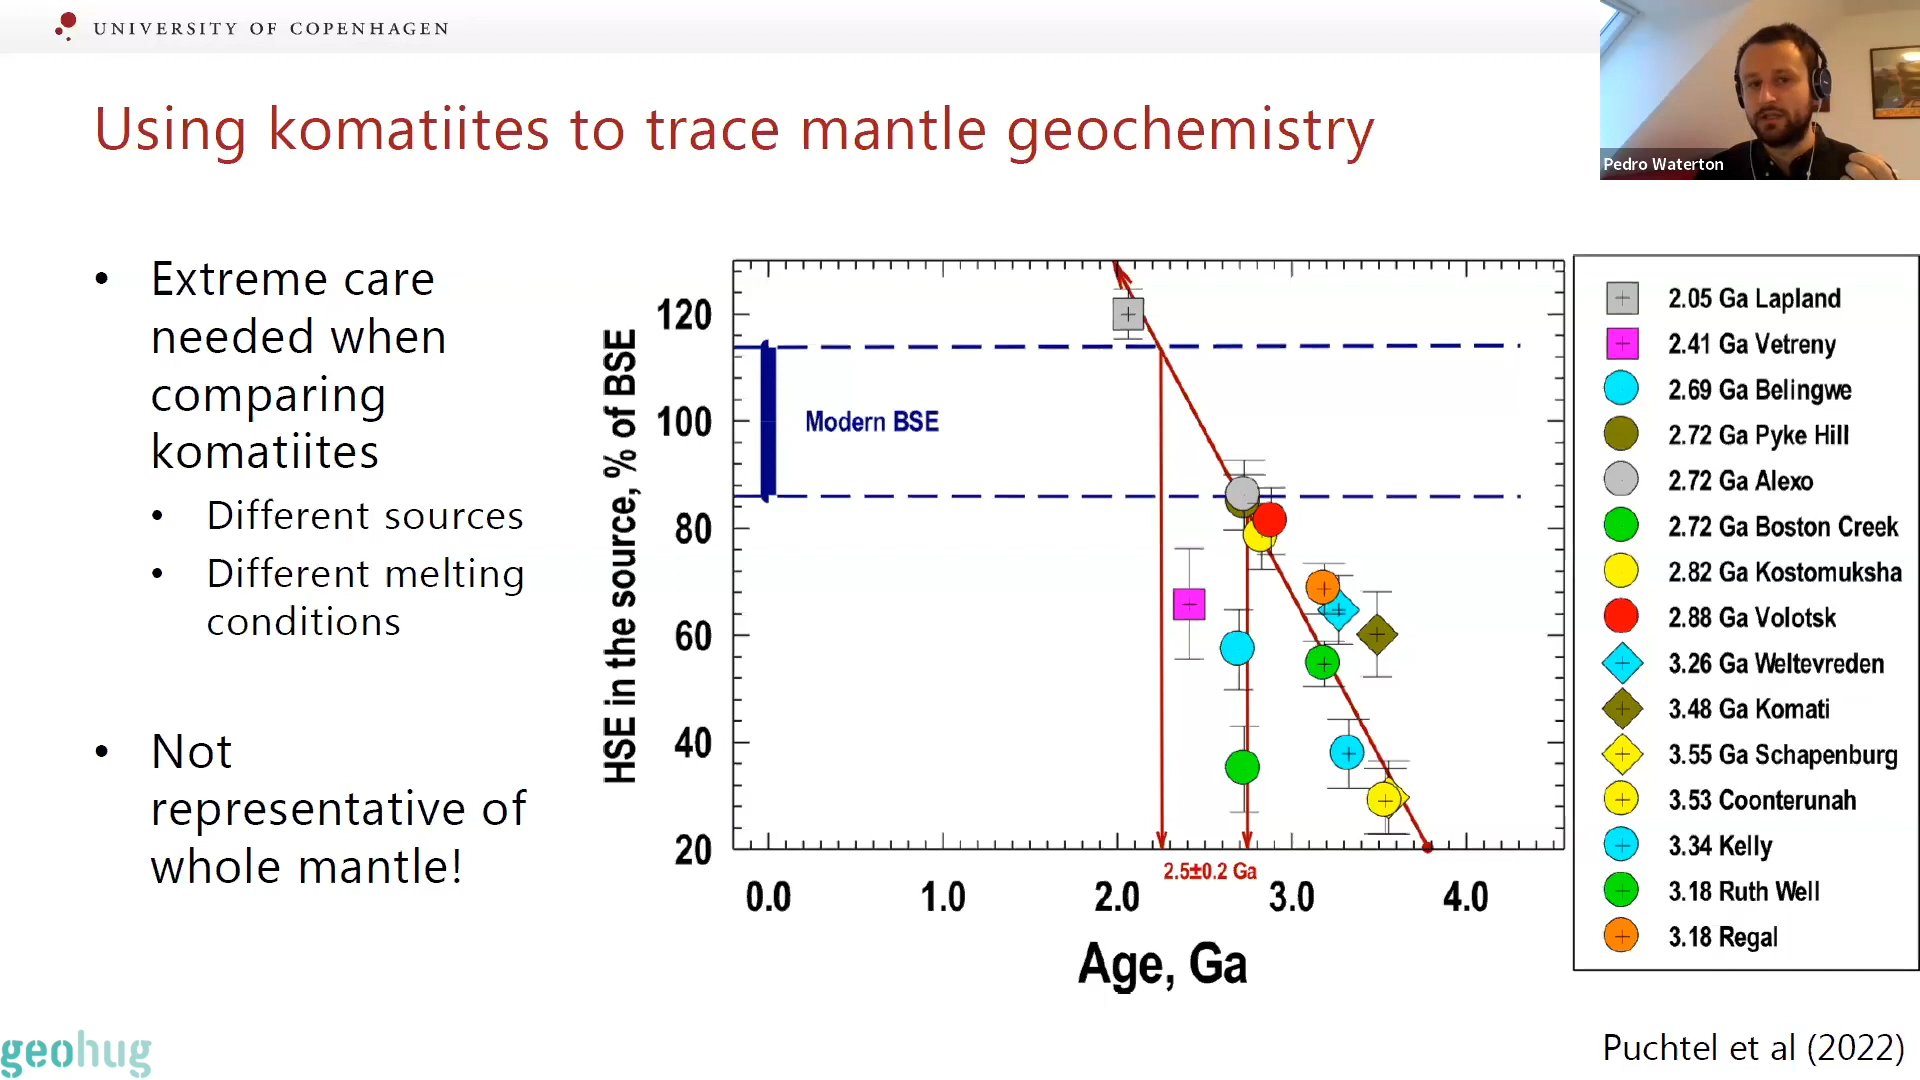 UNIVERSITY OF COPENHAGEN
Using komatiites to trace mantle geochemistry
Pedro Waterton
• Extreme care
needed when
comparing
komatiites
• Different sources
• Different melting
conditions
• Not
representative of
whole mantle!
HSE in the source, % of BSE
120
100
80
60
40
20
Modern BSE
2.5±0.2 Ga
0.0
1.0
2.0
3.0
4.0
Age, Ga
2.05 Ga Lapland
2.41 Ga Vetreny
2.69 Ga Belingwe
2.72 Ga Pyke Hill
2.72 Ga Alexo
2.72 Ga Boston Creek
2.82 Ga Kostomuksha
2.88 Ga Volotsk
3.26 Ga Weltevreden
3.48 Ga Komati
3.55 Ga Schapenburg
3.53 Coonterunah
3.34 Kelly
3.18 Ruth Well
3.18 Regal
geohug
Puchtel et al (2022)